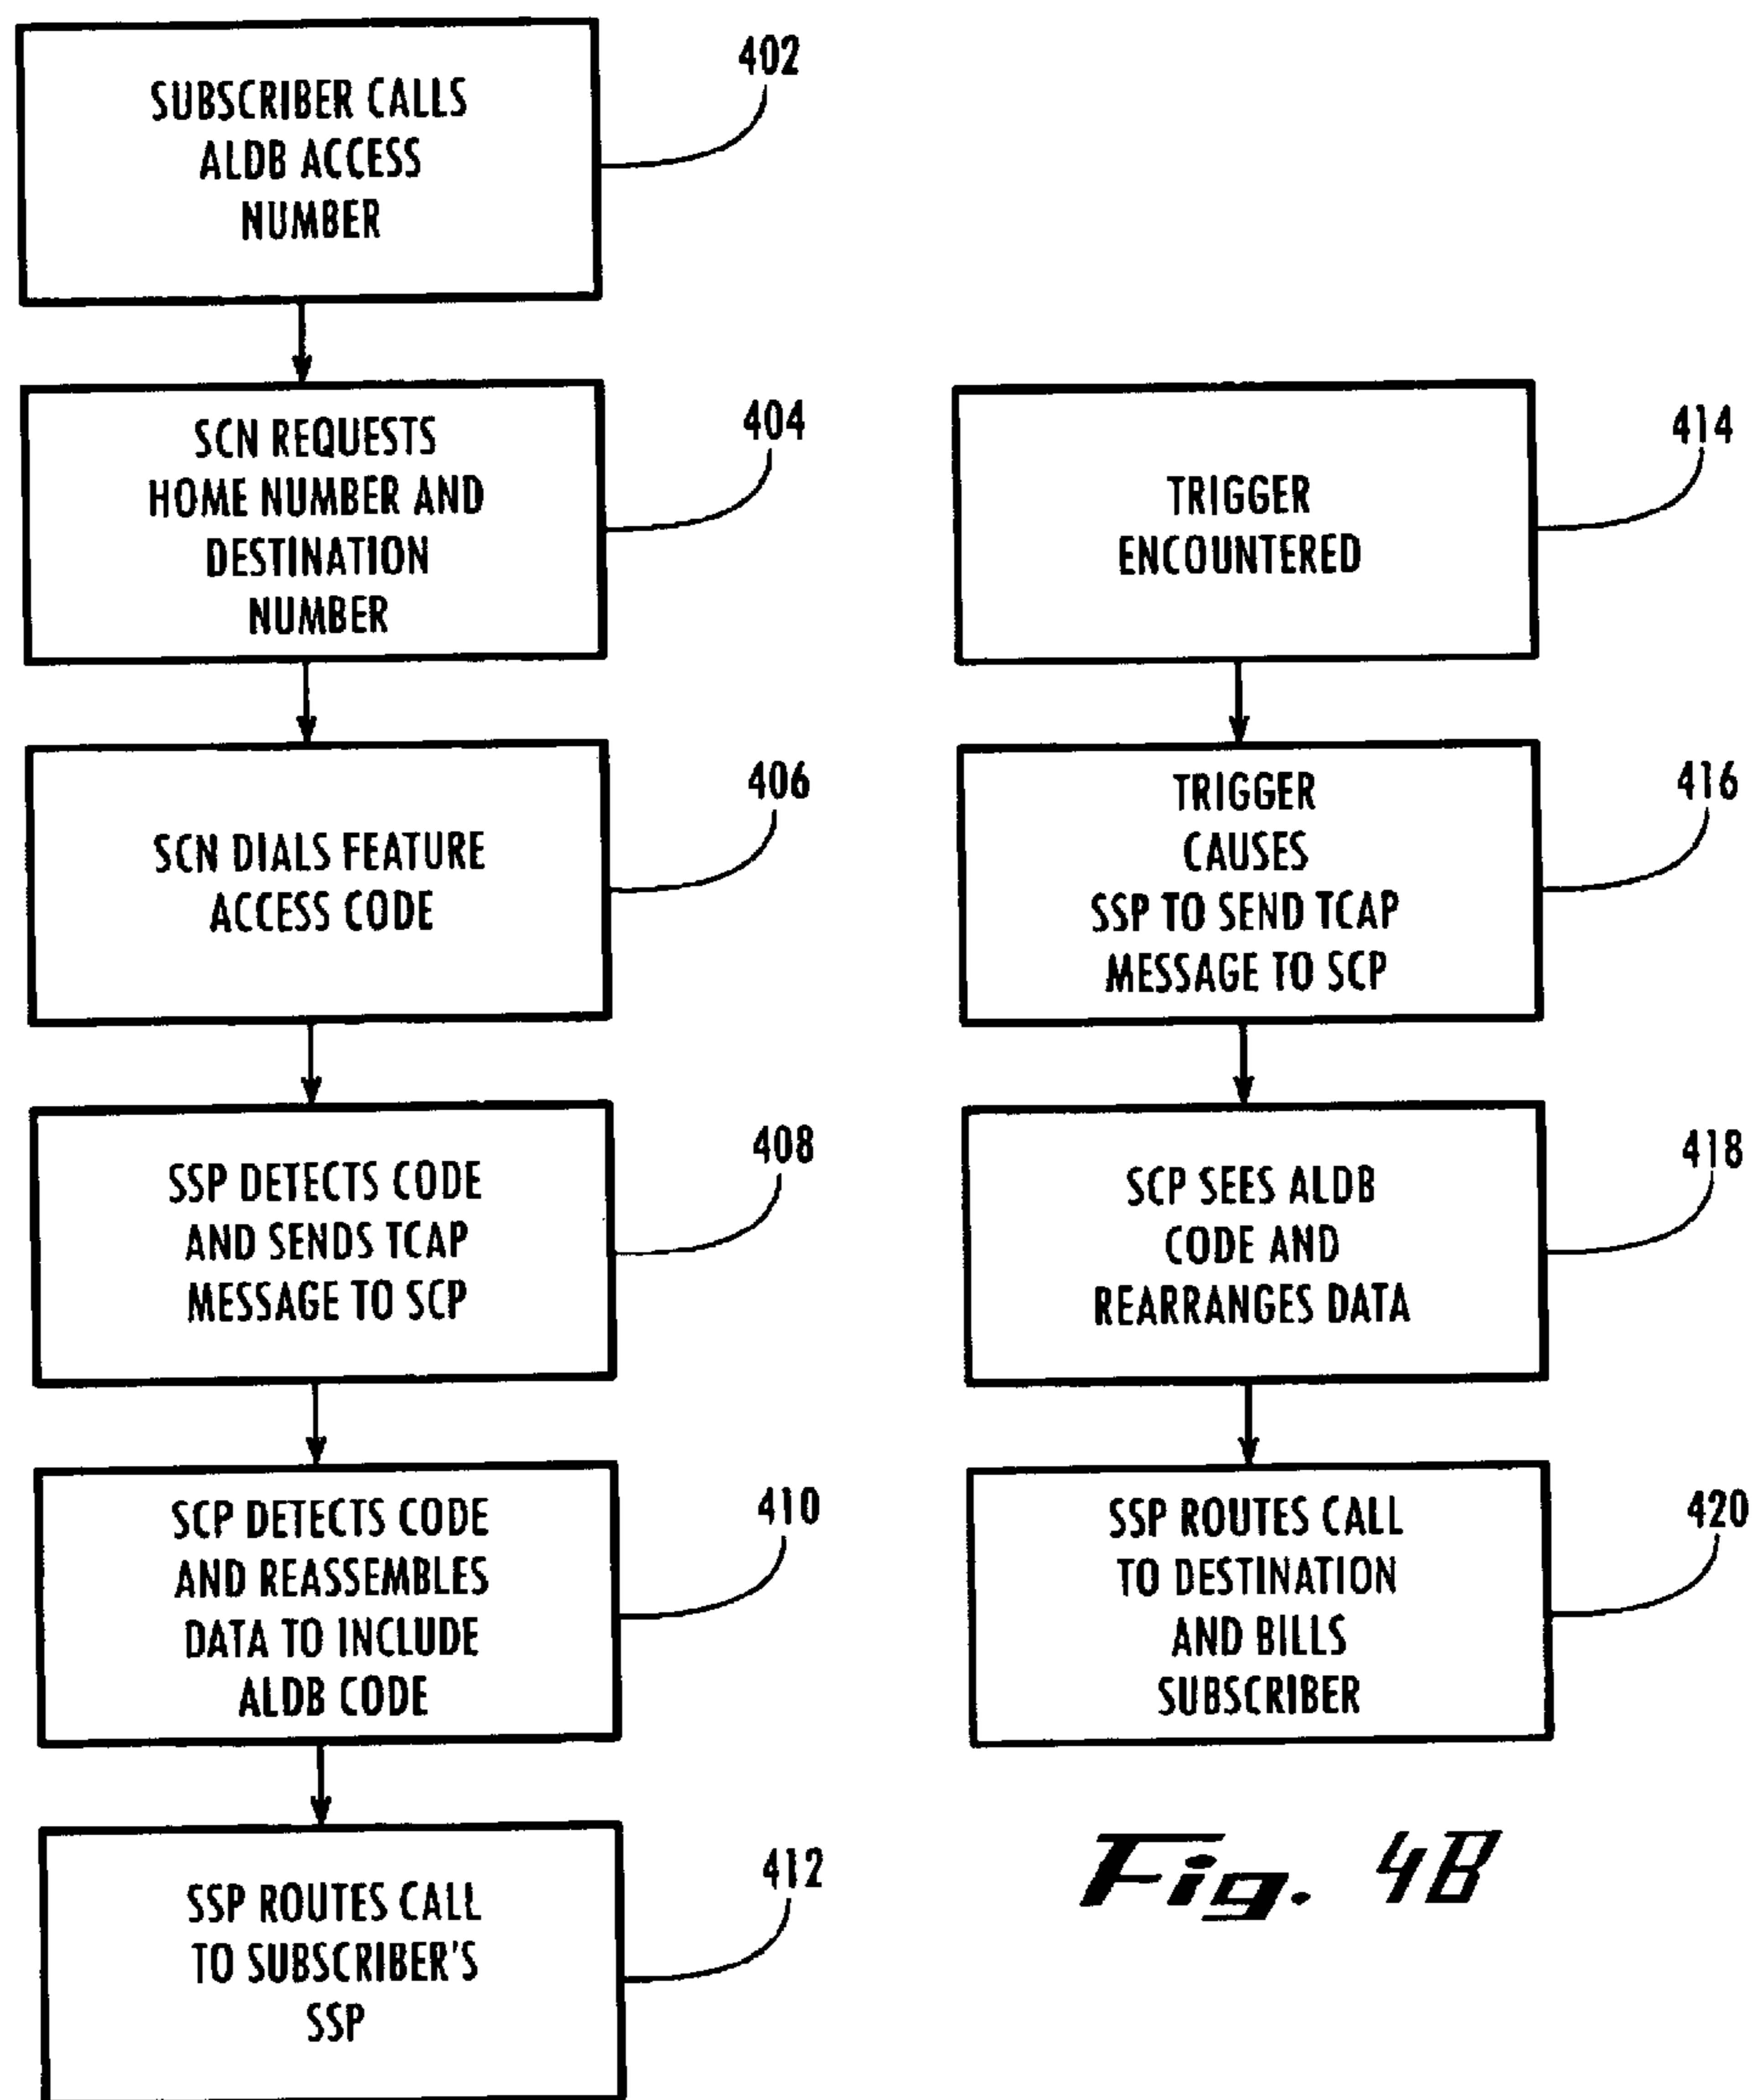 SUBSCRIBER CALLS
ALDB ACCESS
NUMBER
402
SCN REQUESTS
HOME NUMBER AND
DESTINATION
NUMBER
404
SCN DIALS FEATURE
ACCESS CODE
406
SSP DETECTS CODE
AND SENDS TCAP
MESSAGE TO SCP
408
SCP DETECTS CODE
AND REASSEMBLES
DATA TO INCLUDE
ALDB CODE
410
SSP ROUTES CALL
TO SUBSCRIBER'S
SSP
412
TRIGGER
ENCOUNTERED
414
TRIGGER
CAUSES
SSP TO SEND TCAP
MESSAGE TO SCP
416
SCP SEES ALDB
CODE AND
REARRANGES DATA
418
SSP ROUTES CALL
TO DESTINATION
AND BILLS
SUBSCRIBER
420
Fig. 4B